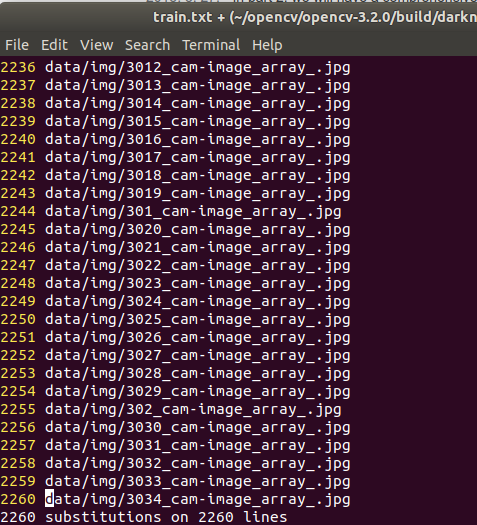 train.txt + (~/opencv/opencv-3.2.0/build/darkn
File Edit View Search Terminal Help
2236 data/img/3012_cam-image_array_.jpg
2237 data/img/3013_cam-image_array_.jpg
2238 data/img/3014_cam-image_array_.jpg
2239 data/img/3015_cam-image_array_.jpg
2240 data/img/3016_cam-image_array_.jpg
2241 data/img/3017_cam-image_array_.jpg
2242 data/img/3018_cam-image_array_.jpg
2243 data/img/3019_cam-image_array_.jpg
2244 data/img/301_cam-image_array_.jpg
2245 data/img/3020_cam-image_array_.jpg
2246 data/img/3021_cam-image_array_.jpg
2247 data/img/3022_cam-image_array_.jpg
2248 data/img/3023_cam-image_array_.jpg
2249 data/img/3024_cam-image_array_.jpg
2250 data/img/3025_cam-image_array_.jpg
2251 data/img/3026_cam-image_array_.jpg
2252 data/img/3027_cam-image_array_.jpg
2253 data/img/3028_cam-image_array_.jpg
2254 data/img/3029_cam-image_array_.jpg
2255 data/img/302_cam-image_array_.jpg
2256 data/img/3030_cam-image_array_.jpg
2257 data/img/3031_cam-image_array_.jpg
2258 data/img/3032_cam-image_array_.jpg
2259 data/img/3033_cam-image_array_.jpg
2260 data/img/3034_cam-image_array_.jpg
2260 substitutions on 2260 lines